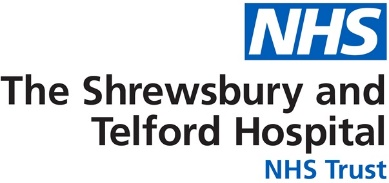 NHS
The Shrewsbury and
Telford Hospital
NHS Trust